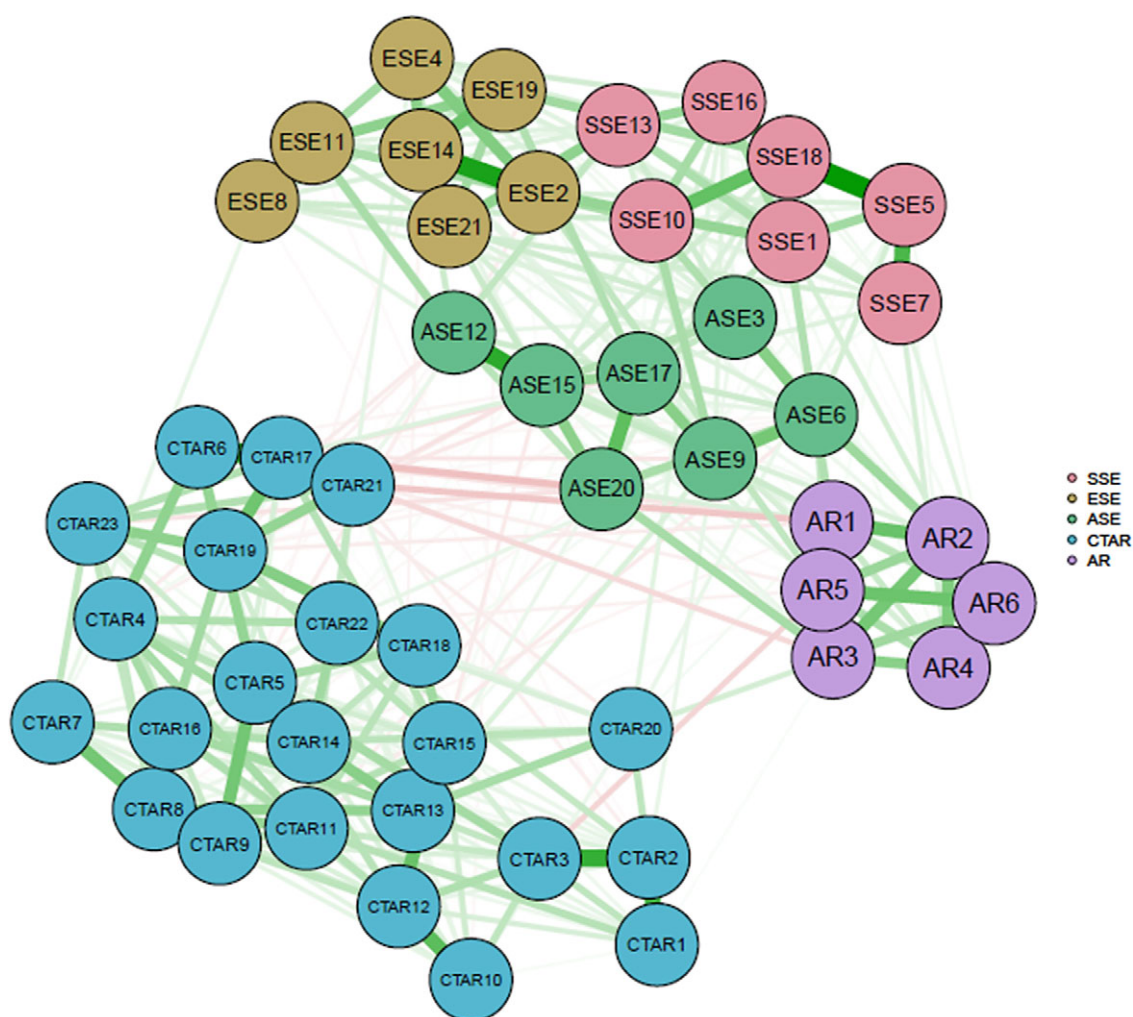 ESE4
ESE19
SSE16
SSE13
ESE11
ESE14
SSE18
ESE8
ESE2
SSE5
ESE21
SSE10
SSE1
SSE7
ASE3
ASE12
ASE17
ASE15
ASE6
CTAR6
CTAR17
ASE9
CTAR21
ASE20
SSE
ESE
ASE
CTAR
AR
CTAR23
AR1
AR2
CTAR19
AR5
AR6
CTAR4
CTAR22
CTAR18
AR3
AR4
CTAR5
CTAR7
CTAR16
CTAR14
CTAR15
CTAR20
CTAR8
CTAR13
CTAR11
CTAR9
CTAR3
CTAR2
CTAR12
CTAR1
CTAR10